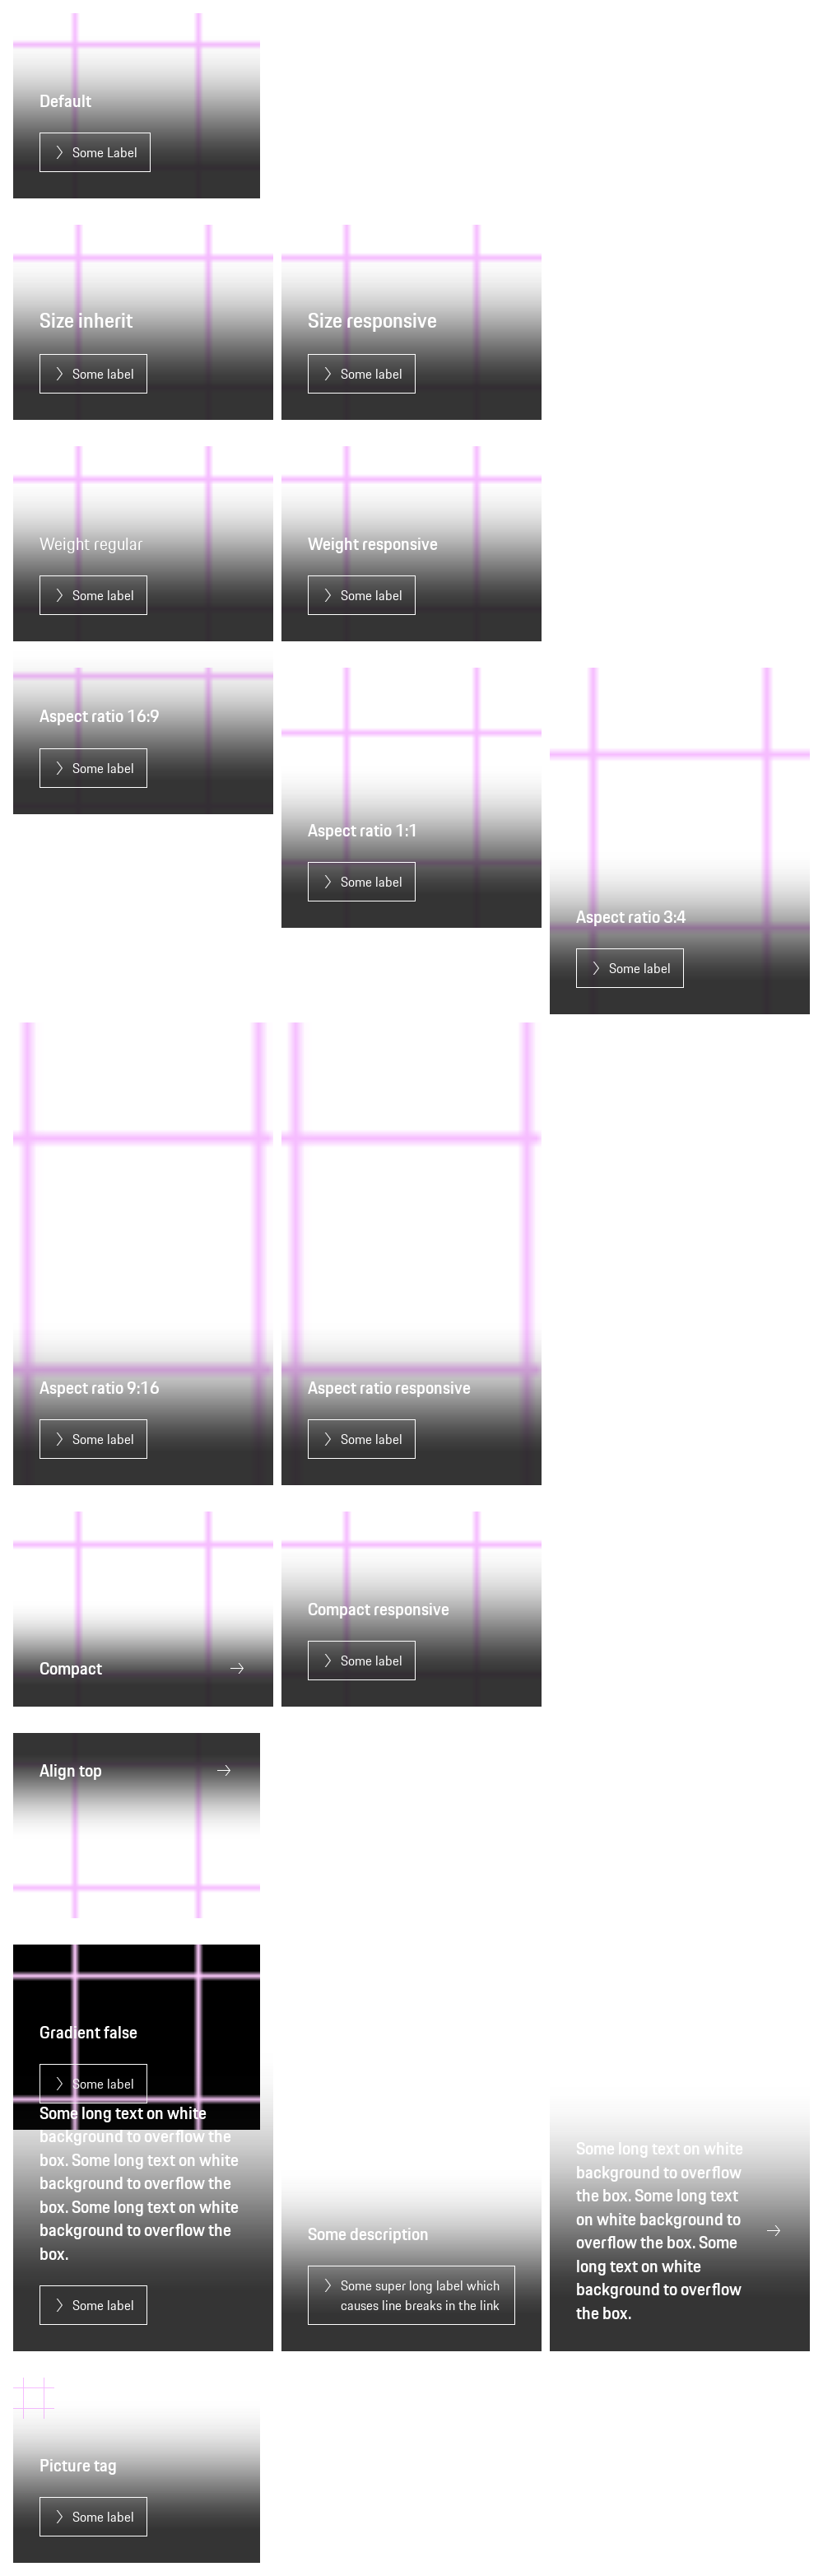 Default
Some Label
Size inherit
Some label
Size responsive
Some label
Weight regular
Some label
Weight responsive
Some label
Aspect ratio 16:9
Some label
Aspect ratio 1:1
Some label
Aspect ratio 3:4
Some label
Aspect ratio 9:16
Some label
Aspect ratio responsive
Some label
Compact
Compact responsive
Some label
Align top
Gradient false
Some label
Some long text on white
background to overflow the
box. Some long text on white
background to overflow the
box. Some long text on white
background to overflow the
box.
Some label
Some description
Some super long label which
causes line breaks in the link
Some long text on white
background to overflow
the box. Some long text
on white background to
overflow the box. Some
long text on white
background to overflow
the box.
Picture tag
Some label